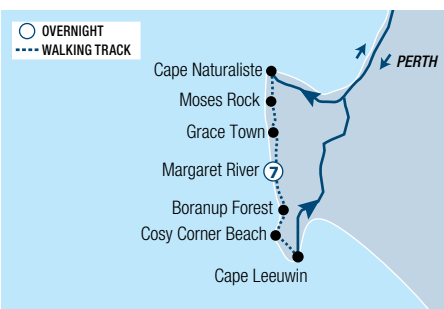 OVERNIGHT
WALKING TRACK
PERTH
Cape Naturaliste
Moses Rock
Grace Town
Margaret River
7
Boranup Forest
Cosy Corner Beach
Cape Leeuwin